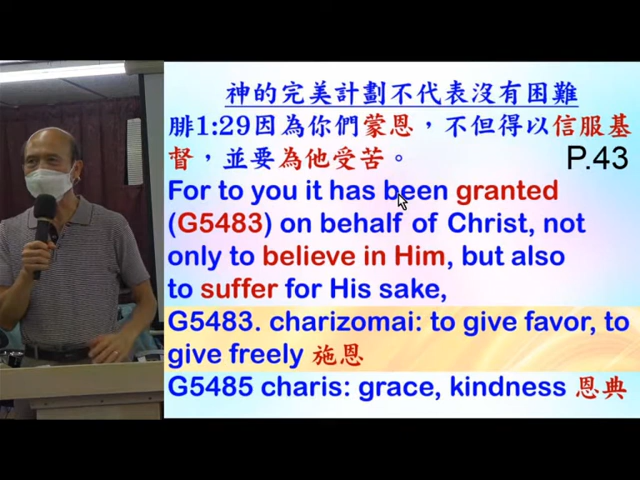 神的完美計劃不代表沒有困難
腓1:29因為你們蒙恩，不但得以信服基
督，並要為他受苦。
P.43
For to you it has been granted
(G5483) on behalf of Christ, not
only to believe in Him, but also
to suffer for His sake,
G5483. charizomai: to give favor, to
give freely 施恩
G5485 charis: grace, kindness 恩典